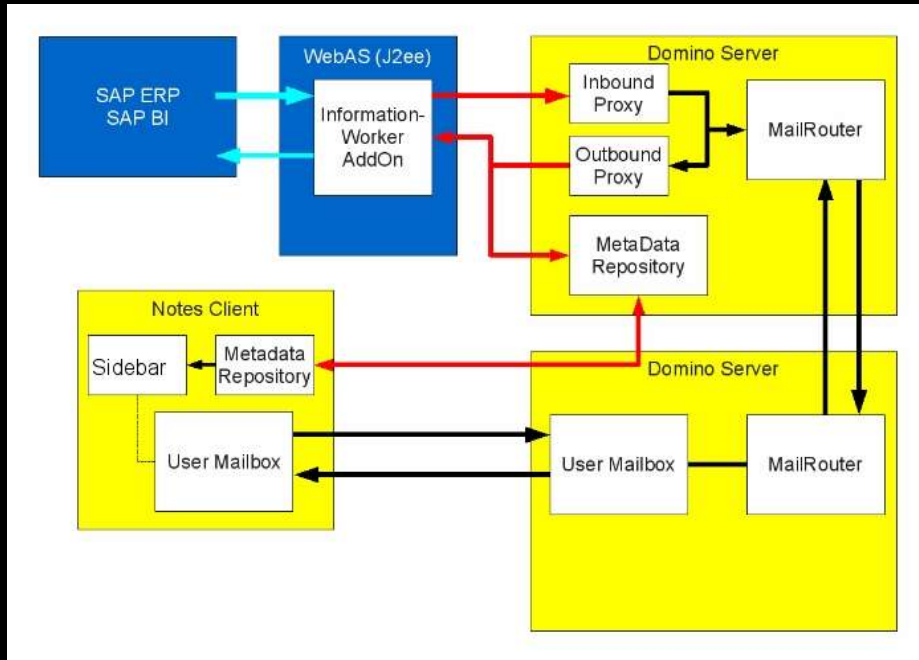 SAP ERP
SAP BI
WebAS (J2ee)
Information-
Worker
AddOn
Domino Server
Inbound
Proxy
Outbound
Proxy
MailRouter
MetaData
Repository
Notes Client
Sidebar
Metadata
Repository
User Mailbox
Domino Server
User Mailbox
MailRouter